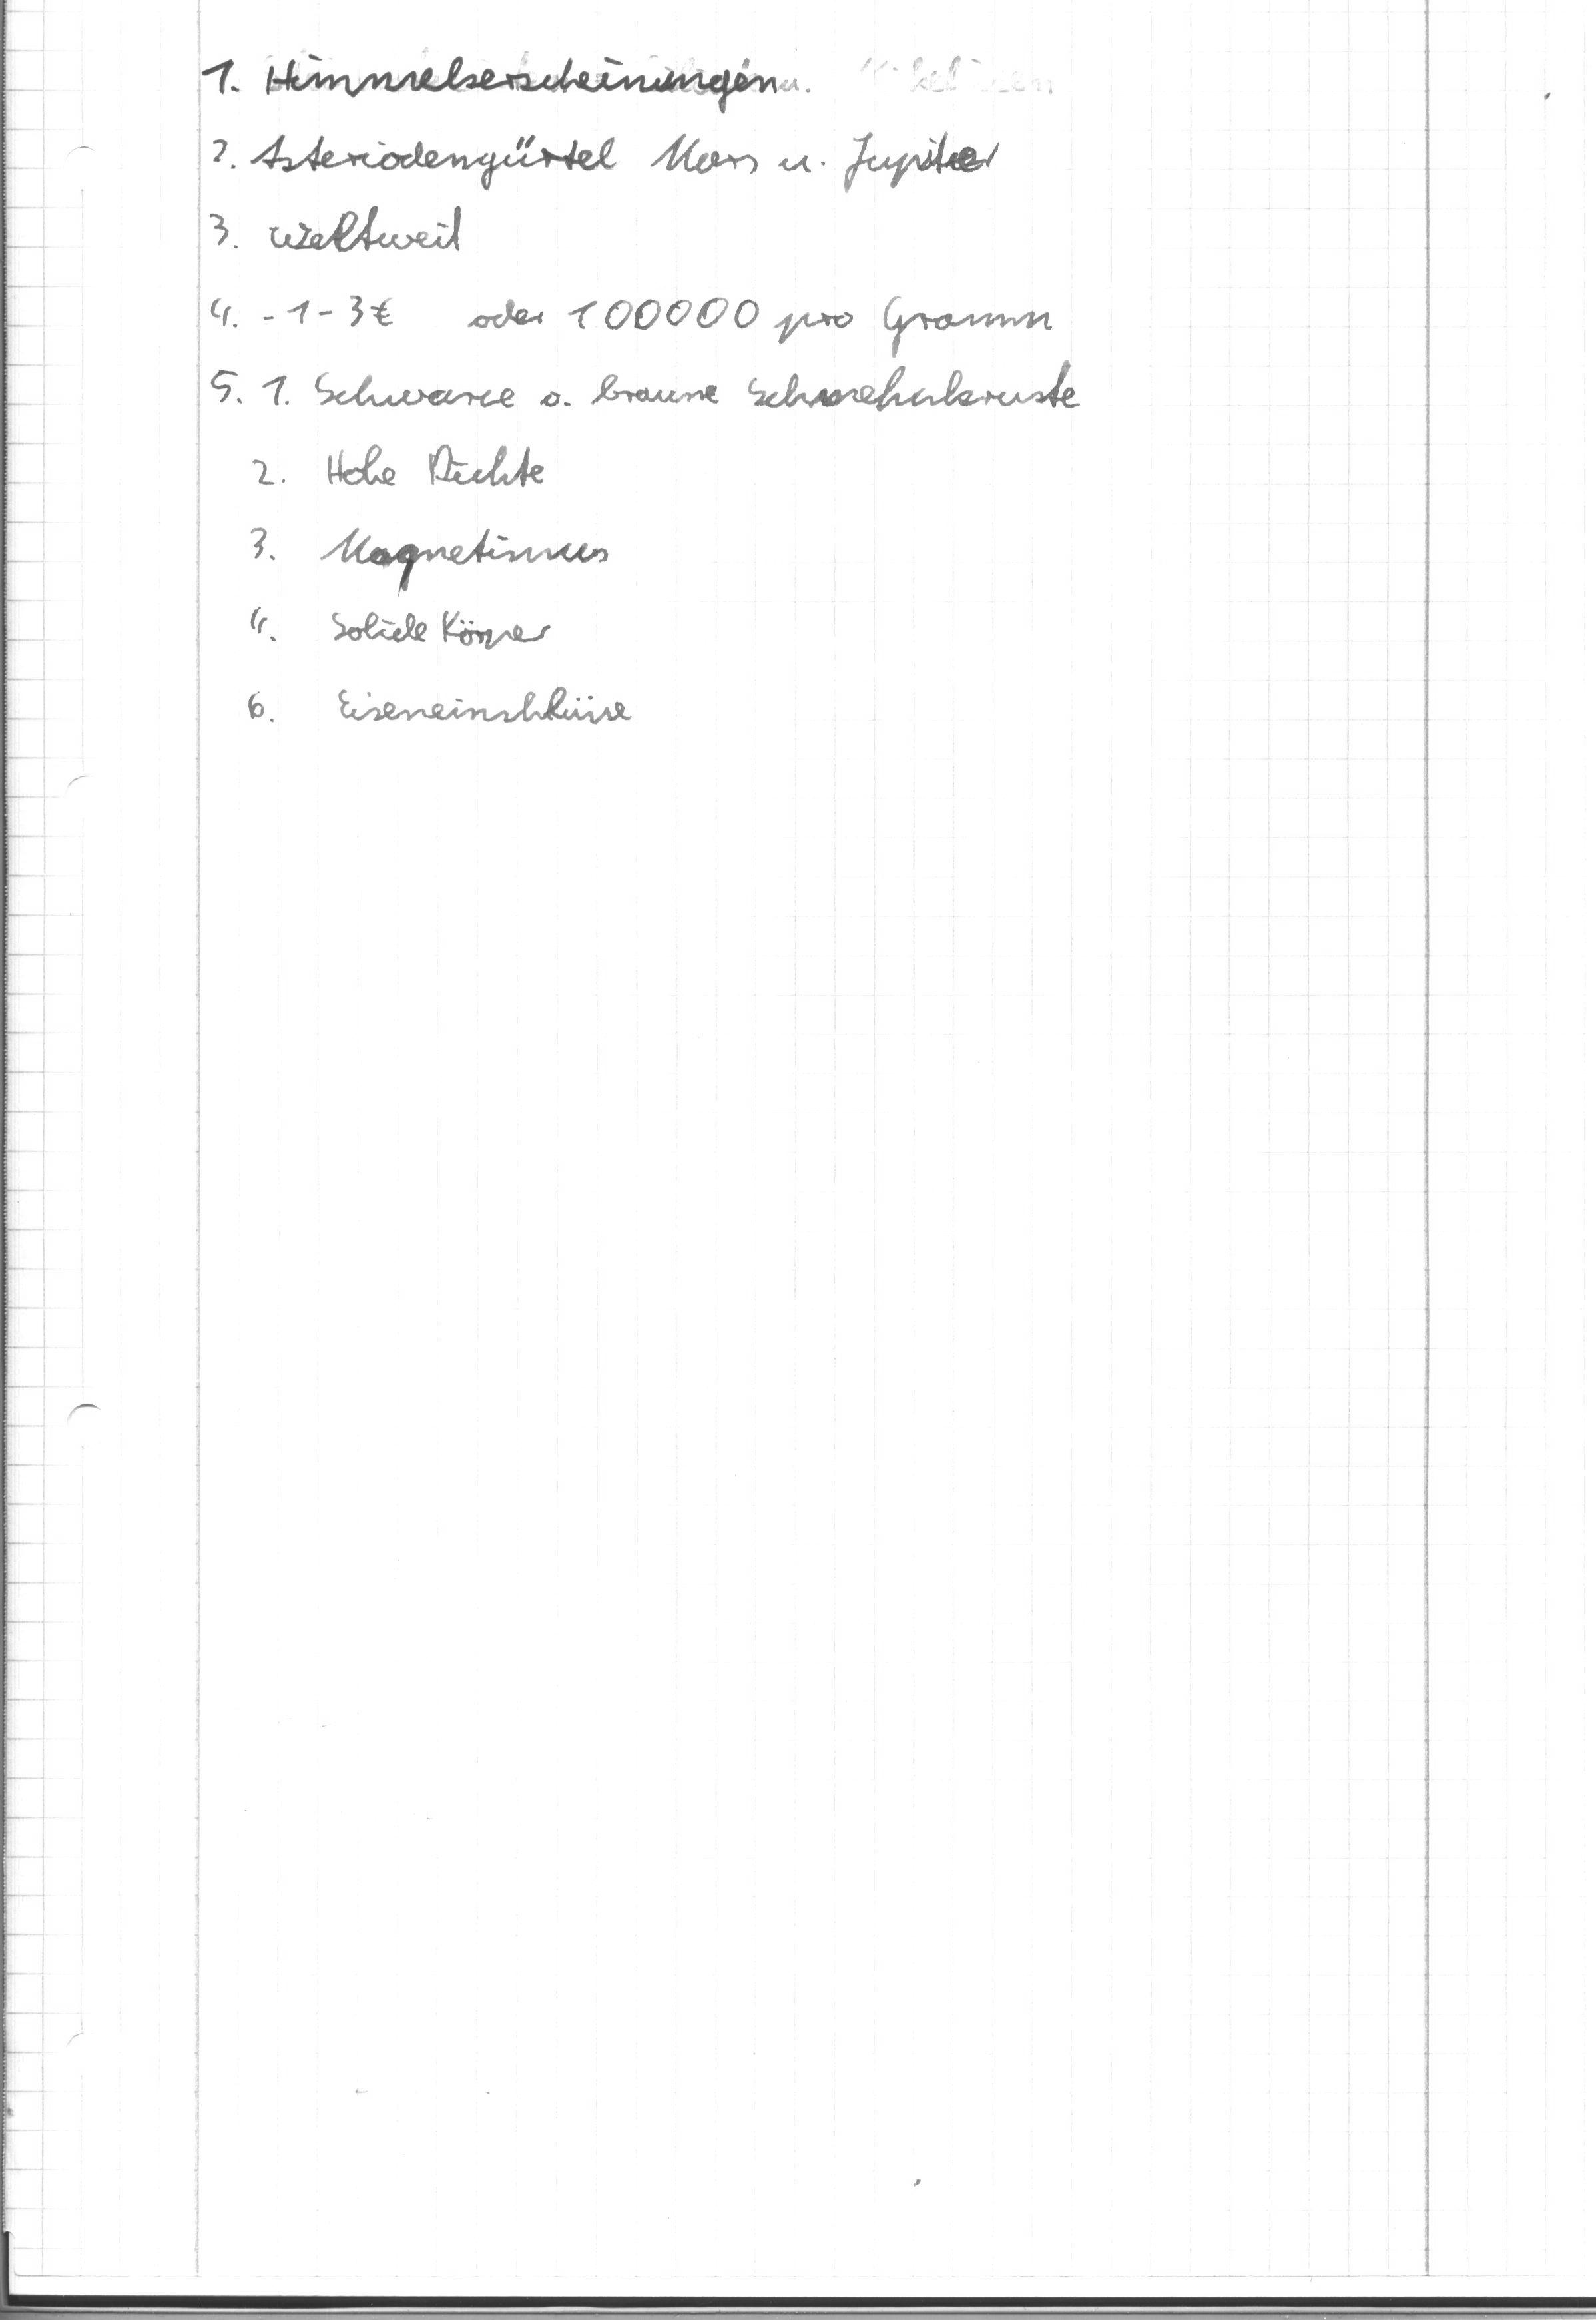 1. Himmelserscheinungen
2. Asteriodengürtel Mars u. Jupiter
3. weltweit
4. - 1 - 3 € oder 100000 pro Gramm
5. 1. Schwarze o. braune Schmelzkruste
2. Hohe Dichte
3. Magnetismus
4. Solide Körper
6. Eiseneinschlüsse